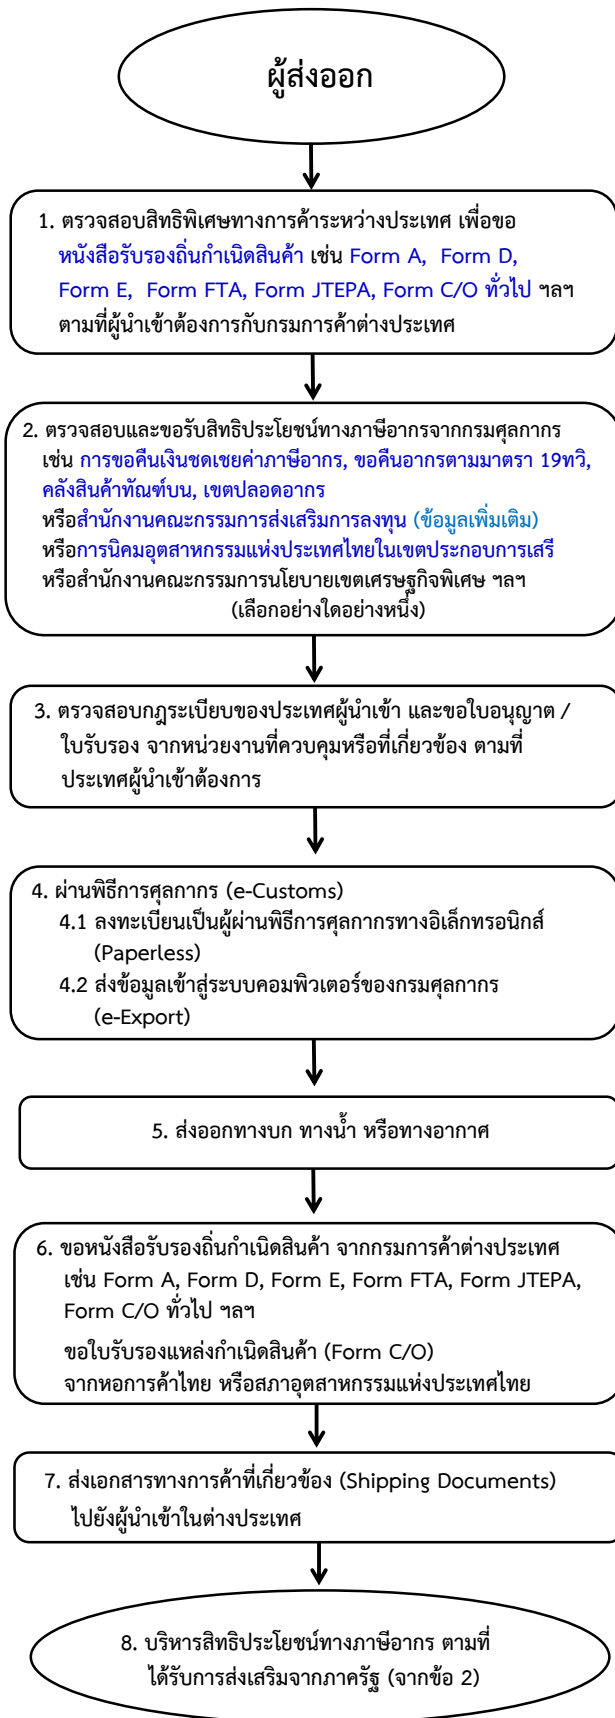 ผู้ส่งออก
1. ตรวจสอบสิทธิพิเศษทางการค้าระหว่างประเทศ เพื่อขอ
หนังสือรับรองถิ่นกำเนิดสินค้า เช่น Form A, Form D,
Form E, Form FTA, Form JTEPA, Form C/O ทั่วไป ฯลฯ
ตามที่ผู้นำเข้าต้องการกับกรมการค้าต่างประเทศ
2. ตรวจสอบและขอรับสิทธิประโยชน์ทางภาษีอากรจากกรมศุลกากร
เช่น การขอคืนเงินชดเชยค่าภาษีอากร, ขอคืนอากรตามมาตรา 19ทวิ,
คลังสินค้าทัณฑ์บน, เขตปลอดอากร
หรือสำนักงานคณะกรรมการส่งเสริมการลงทุน (ข้อมูลเพิ่มเติม)
หรือการนิคมอุตสาหกรรมแห่งประเทศไทยในเขตประกอบการเสรี
หรือสำนักงานคณะกรรมการนโยบายเขตเศรษฐกิจพิเศษ ฯลฯ
(เลือกอย่างใดอย่างหนึ่ง)
3. ตรวจสอบกฎระเบียบของประเทศผู้นำเข้า และขอใบอนุญาต /
ใบรับรอง จากหน่วยงานที่ควบคุมหรือที่เกี่ยวข้อง ตามที่
ประเทศผู้นำเข้าต้องการ
4. ผ่านพิธีการศุลกากร (e-Customs)
4.1 ลงทะเบียนเป็นผู้ผ่านพิธีการศุลกากรทางอิเล็กทรอนิกส์
(Paperless)
4.2 ส่งข้อมูลเข้าสู่ระบบคอมพิวเตอร์ของกรมศุลกากร
(e-Export)
5. ส่งออกทางบก ทางน้ำ หรือทางอากาศ
6. ขอหนังสือรับรองถิ่นกำเนิดสินค้า จากกรมการค้าต่างประเทศ
เช่น Form A, Form D, Form E, Form FTA, Form JTEPA,
Form C/O ทั่วไป ฯลฯ
ขอใบรับรองแหล่งกำเนิดสินค้า (Form C/O)
จากหอการค้าไทย หรือสภาอุตสาหกรรมแห่งประเทศไทย
7. ส่งเอกสารทางการค้าที่เกี่ยวข้อง (Shipping Documents)
ไปยังผู้นำเข้าในต่างประเทศ
8. บริหารสิทธิประโยชน์ทางภาษีอากร ตามที่
ได้รับการส่งเสริมจากภาครัฐ (จากข้อ 2)